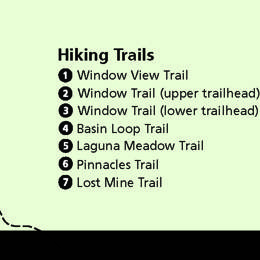 Hiking Trails
1 Window View Trail
2 Window Trail (upper trailhead)
3 Window Trail (lower trailhead)
4 Basin Loop Trail
5 Laguna Meadow Trail
6 Pinnacles Trail
7 Lost Mine Trail